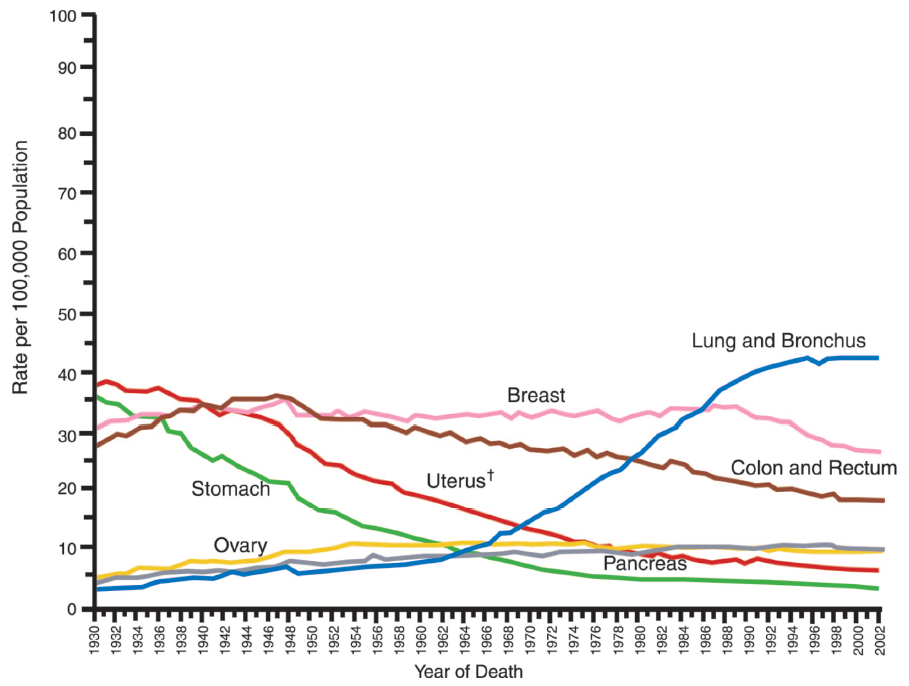 100
90
80
70
60
50
40
30
20
10
0
Rate per 100,000 Population
Lung and Bronchus
Breast
Colon and Rectum
Uterus†
Stomach
Ovary
Pancreas
1930 1932 1934 1936 1938 1940 1942 1944 1946 1948 1950 1952 1954 1956 1958 1960 1962 1964 1966 1968 1970 1972 1974 1976 1978 1980 1982 1984 1986 1988 1990 1992 1994 1996 1998 2000 2002
Year of Death